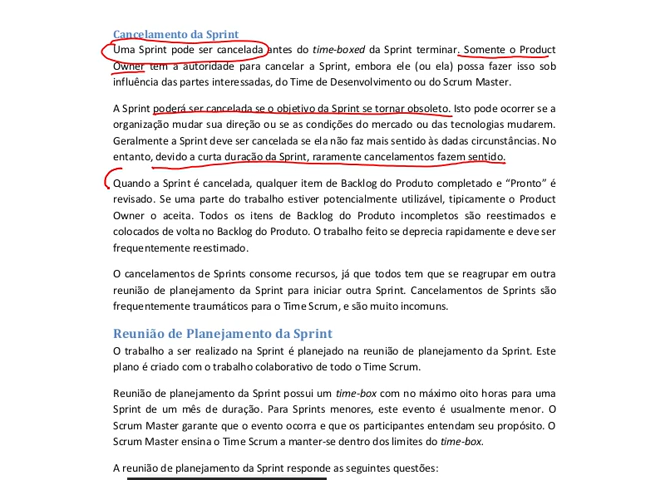 Cancelamento da Sprint
Uma Sprint pode ser cancelada antes do time-boxed da Sprint terminar. Somente o Product
Owner tem a autoridade para cancelar a Sprint, embora ele (ou ela) possa fazer isso sob
influência das partes interessadas, do Time de Desenvolvimento ou do Scrum Master.
A Sprint poderá ser cancelada se o objetivo da Sprint se tornar obsoleto. Isto pode ocorrer se a
organização mudar sua direção ou se as condições do mercado ou das tecnologias mudarem.
Geralmente a Sprint deve ser cancelada se ela não faz mais sentido às dadas circunstâncias. No
entanto, devido a curta duração da Sprint, raramente cancelamentos fazem sentido.
Quando a Sprint é cancelada, qualquer item de Backlog do Produto completado e “Pronto” é
revisado. Se uma parte do trabalho estiver potencialmente utilizável, tipicamente o Product
Owner o aceita. Todos os itens de Backlog do Produto incompletos são reestimados e
colocados de volta no Backlog do Produto. O trabalho feito se deprecia rapidamente e deve ser
frequentemente reestimado.
O cancelamentos de Sprints consome recursos, já que todos tem que se reagrupar em outra
reunião de planejamento da Sprint para iniciar outra Sprint. Cancelamentos de Sprints são
frequentemente traumáticos para o Time Scrum, e são muito incomuns.
Reunião de Planejamento da Sprint
O trabalho a ser realizado na Sprint é planejado na reunião de planejamento da Sprint. Este
plano é criado com o trabalho colaborativo de todo o Time Scrum.
Reunião de planejamento da Sprint possui um time-box com no máximo oito horas para uma
Sprint de um mês de duração. Para Sprints menores, este evento é usualmente menor. O
Scrum Master garante que o evento ocorra e que os participantes entendam seu propósito. O
Scrum Master ensina o Time Scrum a manter-se dentro dos limites do time-box.
A reunião de planejamento da Sprint responde as seguintes questões: